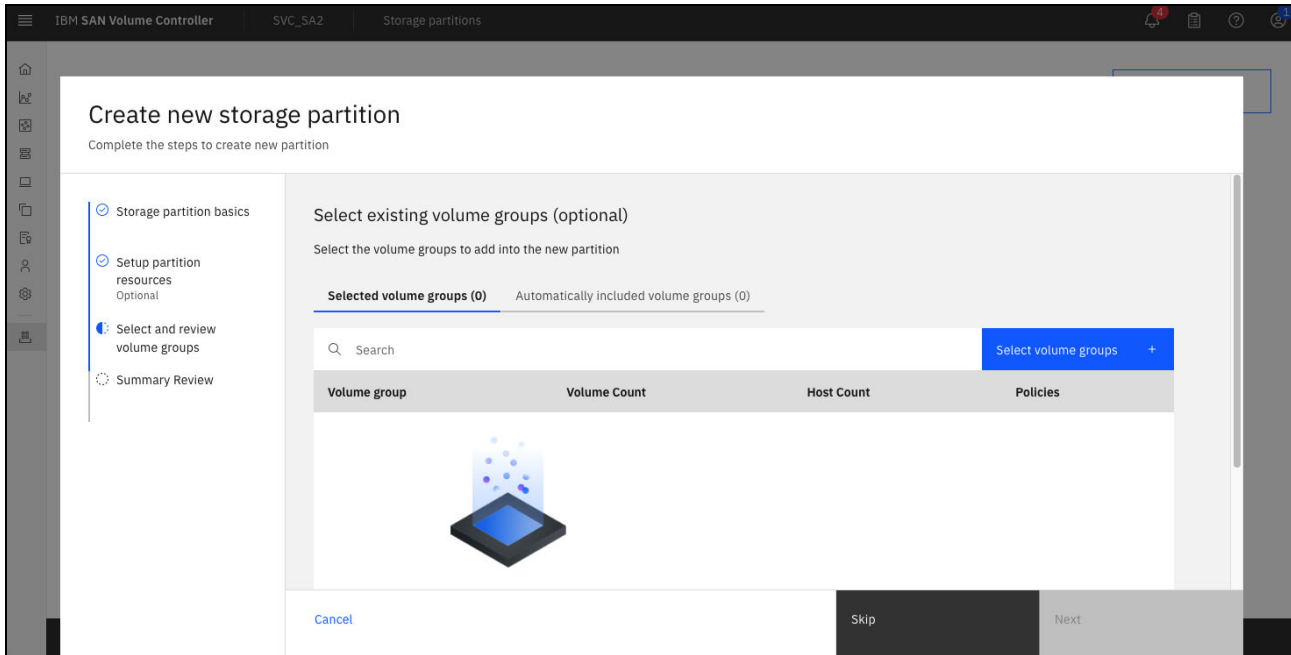 IBM SAN Volume Controller SVC_SA2 Storage partitions
4
1
Create new storage partition
Complete the steps to create new partition
Storage partition basics
Setup partition
resources
Optional
Select and review
volume groups
Summary Review
Select existing volume groups (optional)
Select the volume groups to add into the new partition
Selected volume groups (0) Automatically included volume groups (0)
Search
Select volume groups +
Volume group Volume Count Host Count Policies
Cancel Skip Next